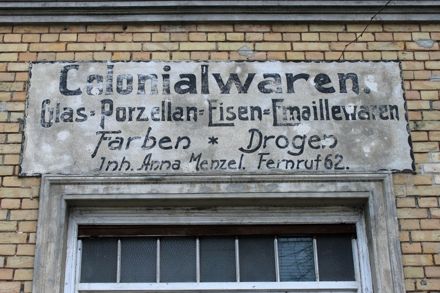 Colonialwaren.
Glas=Porzellan=Eisen=Emaillewaren
Farben * Drogen
Inh. Anna Menzel. Fernruf 62.